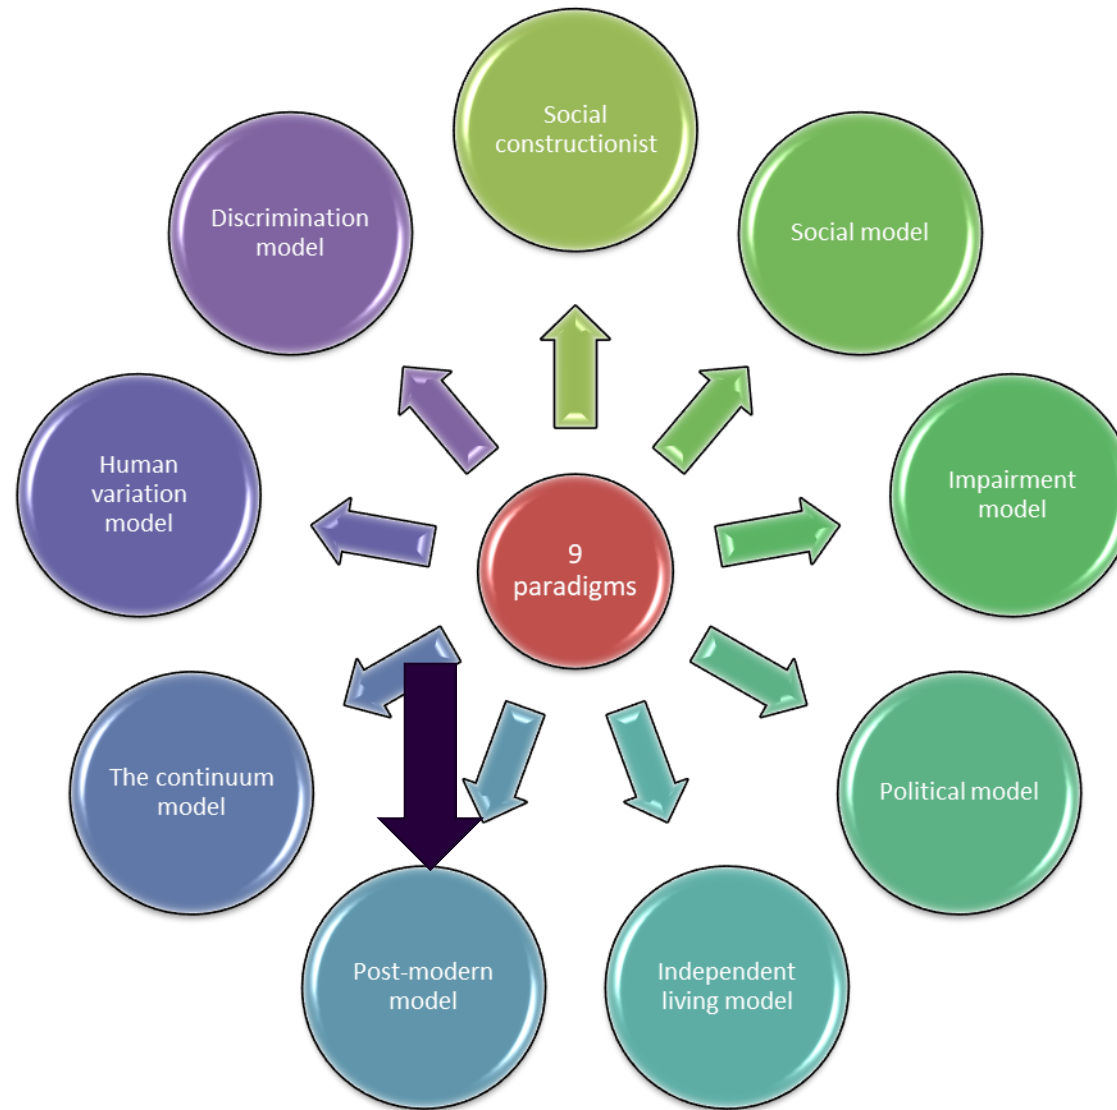 Social
constructionist
Social model
Impairment
model
Political model
Independent
living model
Post-modern
model
The continuum
model
Human
variation
model
Discrimination
model
9
paradigms